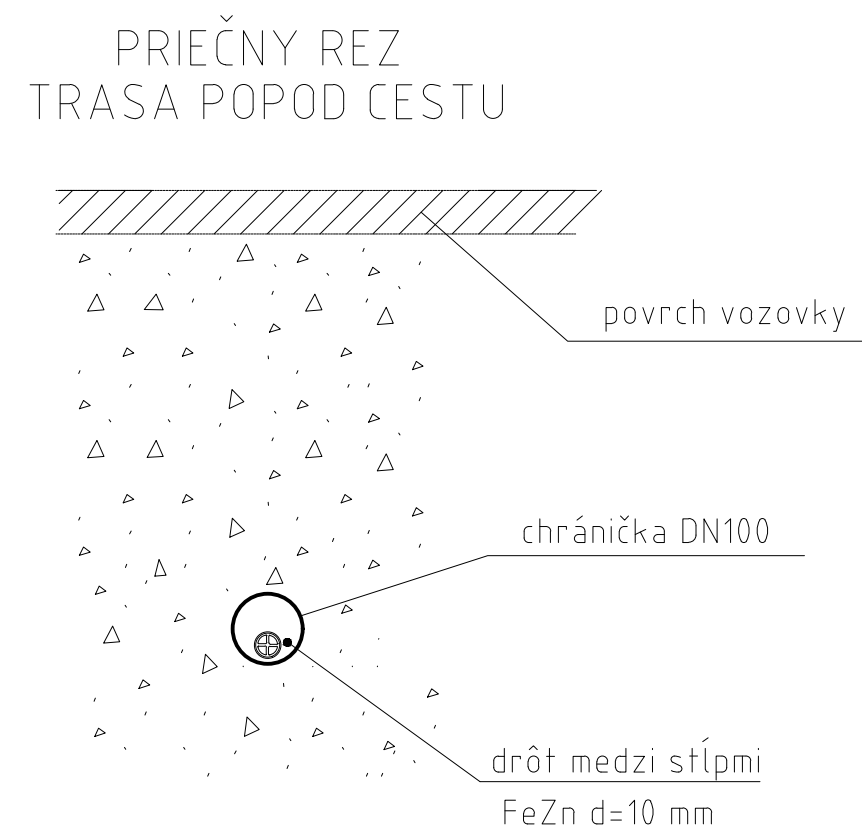 PRIEČNY REZ
TRASA POPOD CESTU
povrch vozovky
chránička DN100
drôt medzi stĺpmi
FeZn d=10 mm